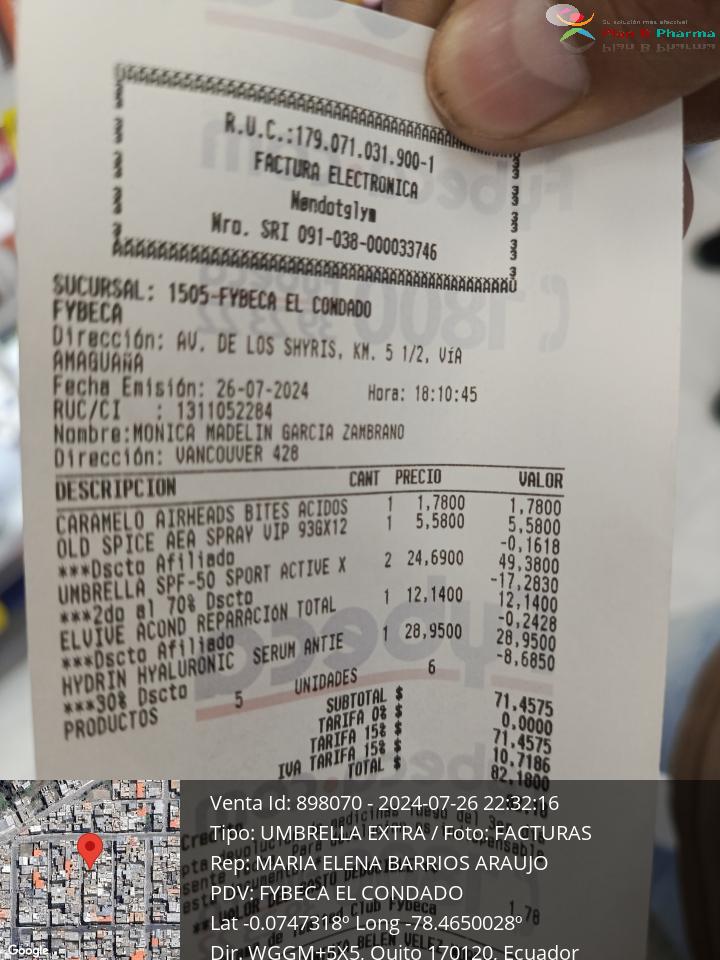 Su solución más efectiva!
Plan B Pharma
R.U.C.:179.071.031.900-1
FACTURA ELECTRONICA
Mendotglym
Nro. SRI 091-038-000033746
SUCURSAL: 1505-FYBECA EL CONDADO
FYBECA
Dirección: AV. DE LOS SHYRIS, KM. 5 1/2, VíA
AMAGUAñA
Fecha Emisión: 26-07-2024 Hora: 18:10:45
RUC/CI : 1311052284
Nombre:MONICA MADELIN GARCIA ZAMBRANO
Dirección: VANCOUVER 428
DESCRIPCION CANT PRECIO VALOR
CARAMELO AIRHEADS BITES ACIDOS 1 1,7800 1,7800
OLD SPICE AEA SPRAY VIP 93GX12 1 5,5800 5,5800
***Dscto Afiliado -0,1618
UMBRELLA SPF-50 SPORT ACTIVE X 2 24,6900 49,3800
***2do al 70% Dscto -17,2830
ELVIVE ACOND REPARACIóN TOTAL 1 12,1400 12,1400
***Dscto Afiliado -0,2428
HYDRIN HYALURONIC SERUM ANTIE 1 28,9500 28,9500
***30% Dscto -8,6850
PRODUCTOS 5 UNIDADES 6
SUBTOTAL $ 71.4575
TARIFA 0% $ 0.0000
TARIFA 15% $ 71.4575
IVA TARIFA 15% $ 10.7186
TOTAL $ 82.1800
Venta Id: 898070 - 2024-07-26 22:32:16
Tipo: UMBRELLA EXTRA / Foto: FACTURAS
Rep: MARIA ELENA BARRIOS ARAUJO
PDV: FYBECA EL CONDADO
Lat -0.0747318º Long -78.4650028º
Dir. WGGM+5X5, Quito 170120, Ecuador
Club Fybeca
1,78
Google